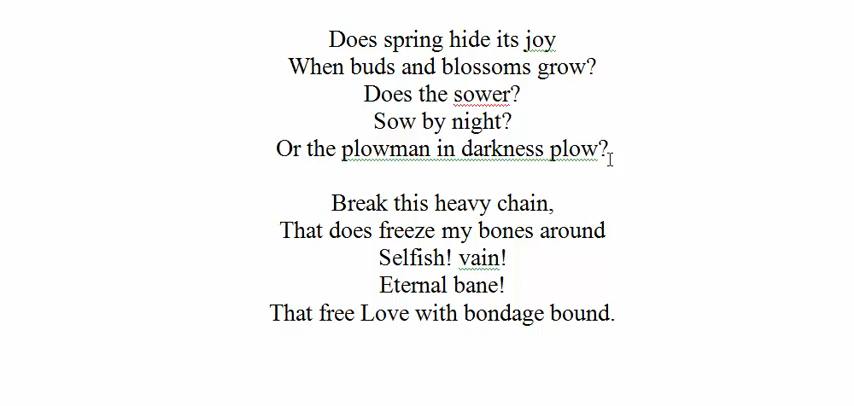 Does spring hide its joy
When buds and blossoms grow?
Does the sower?
Sow by night?
Or the plowman in darkness plow?
Break this heavy chain,
That does freeze my bones around
Selfish! vain!
Eternal bane!
That free Love with bondage bound.